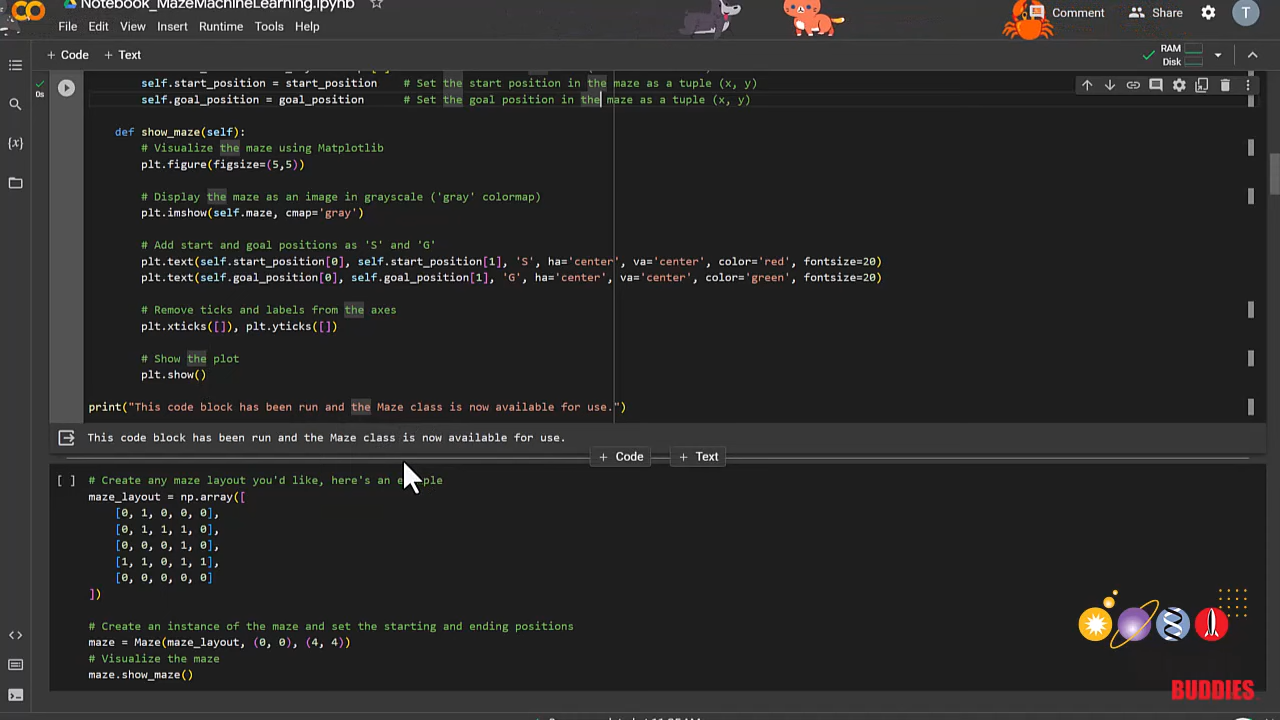 Notebook_MazeMachineLearning.ipynb
Comment
Share
T
File Edit View Insert Runtime Tools Help
+ Code + Text
RAM
Disk
self.start_position = start_position # Set the start position in the maze as a tuple (x, y)
0s
self.goal_position = goal_position # Set the goal position in the maze as a tuple (x, y)
def show_maze(self):
# Visualize the maze using Matplotlib
plt.figure(figsize=(5,5))
# Display the maze as an image in grayscale ('gray' colormap)
plt.imshow(self.maze, cmap='gray')
# Add start and goal positions as 'S' and 'G'
plt.text(self.start_position[0], self.start_position[1], 'S', ha='center', va='center', color='red', fontsize=20)
plt.text(self.goal_position[0], self.goal_position[1], 'G', ha='center', va='center', color='green', fontsize=20)
# Remove ticks and labels from the axes
plt.xticks([]), plt.yticks([])
# Show the plot
plt.show()
print("This code block has been run and the Maze class is now available for use.")
This code block has been run and the Maze class is now available for use.
+ Code + Text
[ ] # Create any maze layout you'd like, here's an
maze_layout = np.array([
[0, 1, 0, 0, 0],
[0, 1, 1, 1, 0],
[0, 0, 0, 1, 0],
[1, 1, 0, 1, 1],
[0, 0, 0, 0, 0]
])
# Create an instance of the maze and set the starting and ending positions
maze = Maze(maze_layout, (0, 0), (4, 4))
# Visualize the maze
maze.show_maze()
BUDDIES